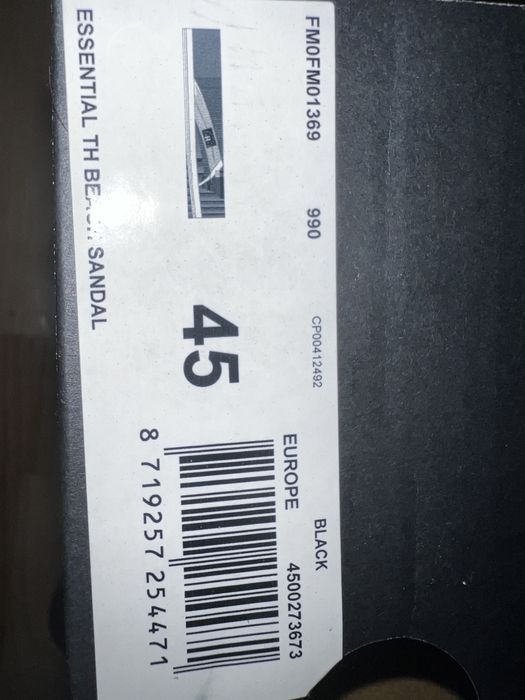 FM0FM01369 990 CP00412492 BLACK
EUROPE 4500273673
45
8 719257 254471
ESSENTIAL TH SANDAL